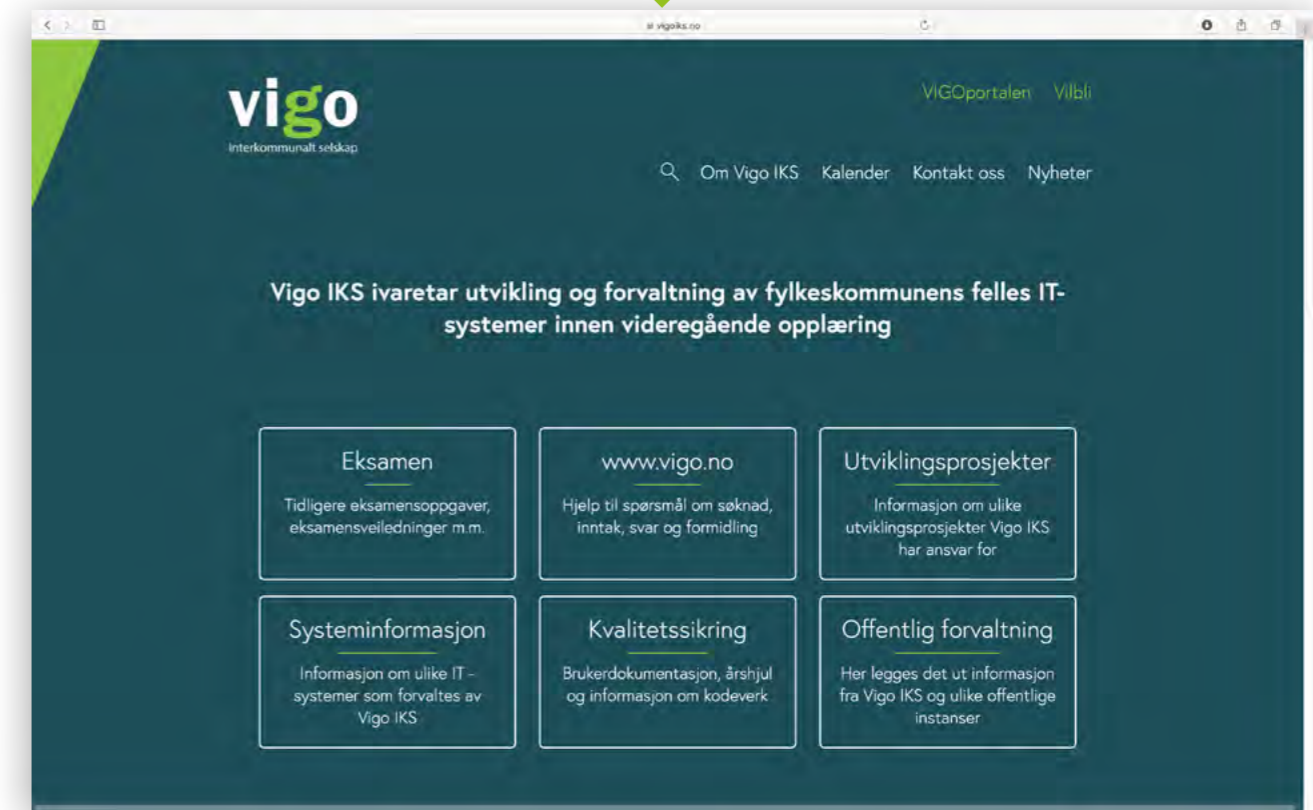 vigoiks.no
vigo
Interkommunalt selskap
VIGOportalen Vilbli
Om Vigo IKS Kalender Kontakt oss Nyheter
Vigo IKS ivaretar utvikling og forvaltning av fylkeskommunens felles IT-
systemer innen videregående opplæring
Eksamen
Tidligere eksamensoppgaver,
eksamensveiledninger m.m.
www.vigo.no
Hjelp til spørsmål om søknad,
inntak, svar og formidling
Utviklingsprosjekter
Informasjon om ulike
utviklingsprosjekter Vigo IKS
har ansvar for
Systeminformasjon
Informasjon om ulike IT-
systemer som forvaltes av
Vigo IKS
Kvalitetssikring
Brukerdokumentasjon, årshjul
og informasjon om kodeverk
Offentlig forvaltning
Her legges det ut informasjon
fra Vigo IKS og ulike offentlige
instanser